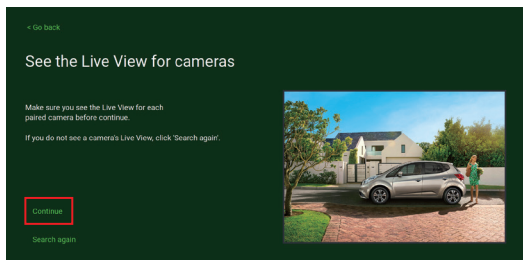 < Go back
See the Live View for cameras
Make sure you see the Live View for each
paired camera before continue.
If you do not see a camera's Live View, click 'Search again'.
Continue
Search again